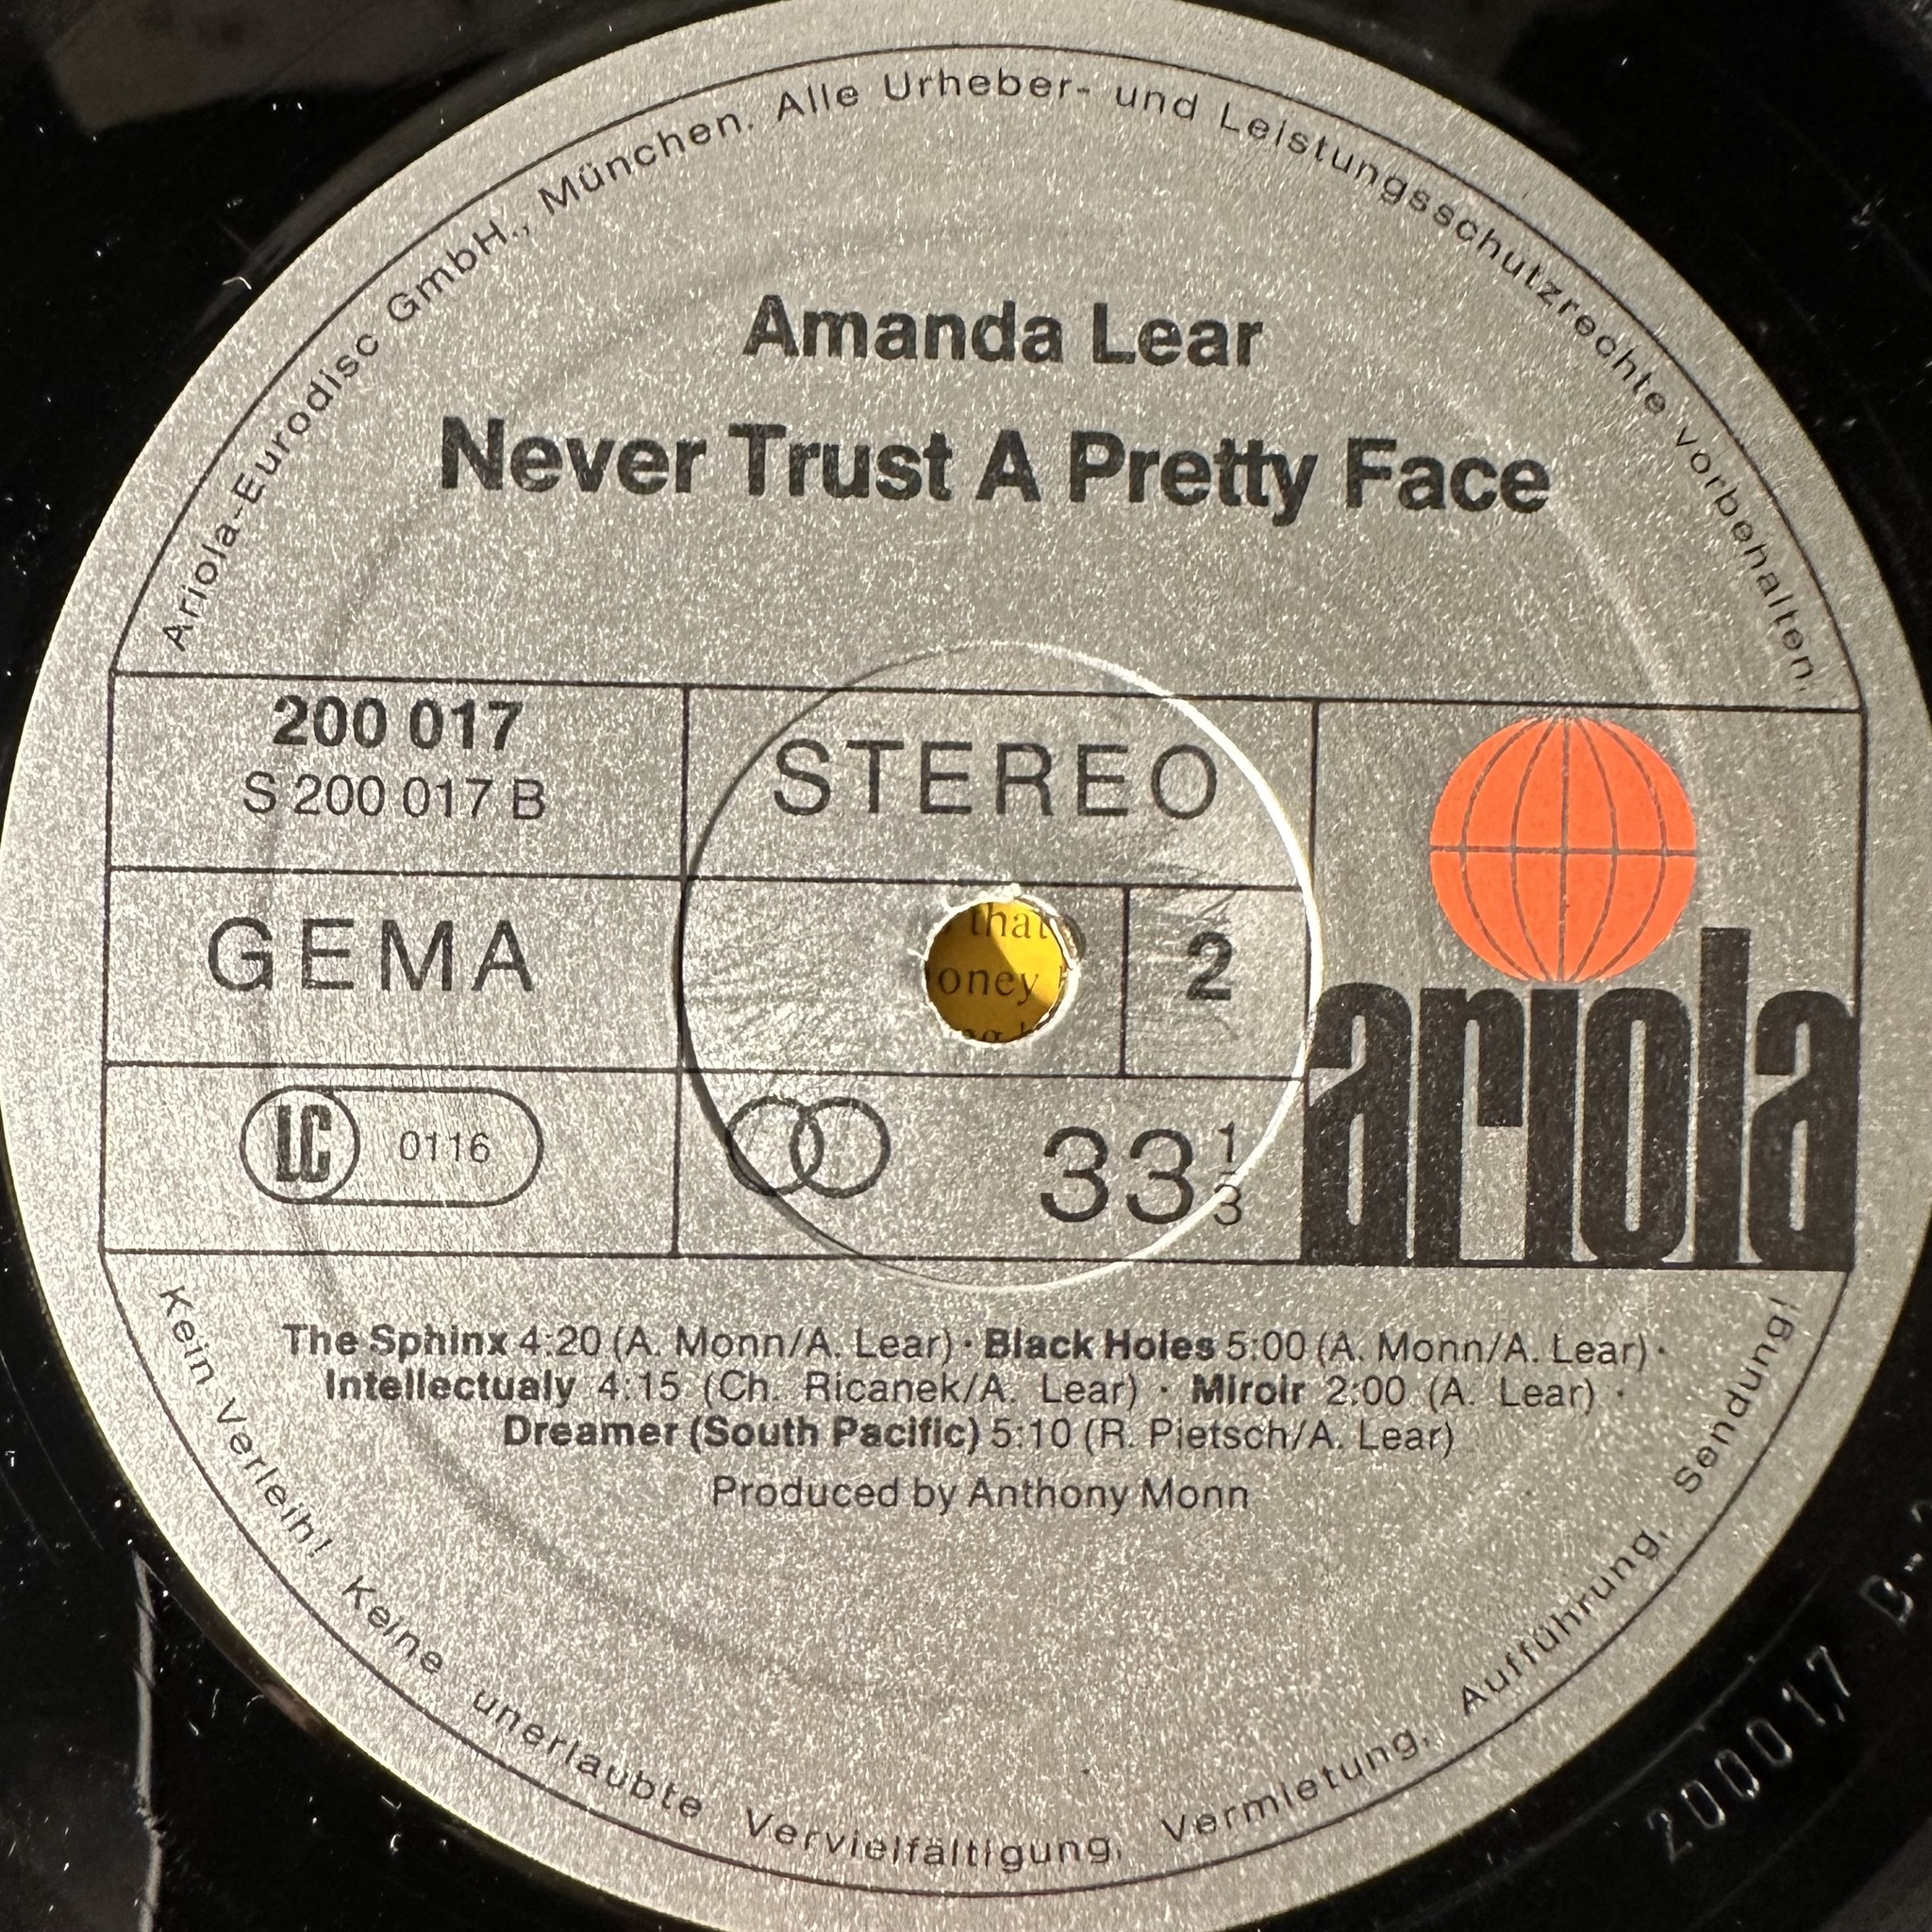 Ariola-Eurodisc GmbH., München. Alle Urheber- und Leistungsschutzrechte vorbehalten.
Amanda Lear
Never Trust A Pretty Face
200 017
S 200 017 B
STEREO
GEMA
that
oney
2
ariola
LC 0116
33 1/3
The Sphinx 4:20 (A. Monn/A. Lear) · Black Holes 5:00 (A. Monn/A. Lear) ·
Intellectualy 4:15 (Ch. Ricanek/A. Lear) · Miroir 2:00 (A. Lear) ·
Dreamer (South Pacific) 5:10 (R. Pietsch/A. Lear)
Produced by Anthony Monn
Kein Verleih! Keine unerlaubte Vervielfältigung, Vermietung, Aufführung, Sendung!
200017 B-